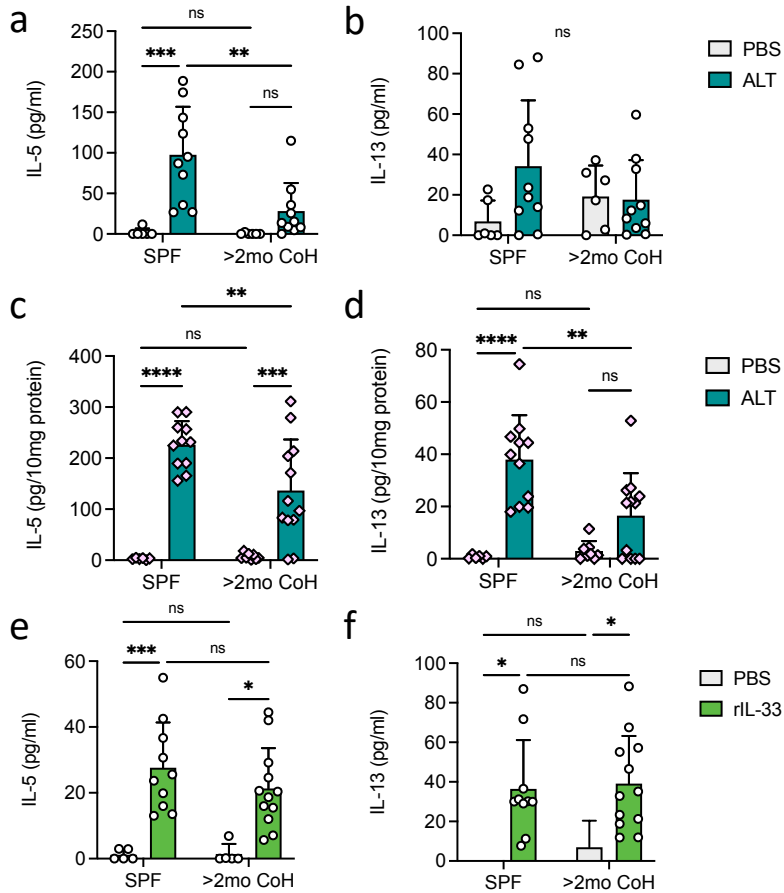 a
IL-5 (pg/ml)
250
200
150
100
50
0
ns
*** **
ns
SPF >2mo CoH
b
IL-13 (pg/ml)
100
80
60
40
20
0
ns
SPF >2mo CoH
PBS
ALT
c
IL-5 (pg/10mg protein)
400
300
200
100
0
**
ns
**** ***
SPF >2mo CoH
d
IL-13 (pg/10mg protein)
80
60
40
20
0
ns
**** **
ns
SPF >2mo CoH
PBS
ALT
e
IL-5 (pg/ml)
60
40
20
0
ns
*** ns
*
SPF >2mo CoH
f
IL-13 (pg/ml)
100
80
60
40
20
0
ns *
* ns
SPF >2mo CoH
PBS
rIL-33